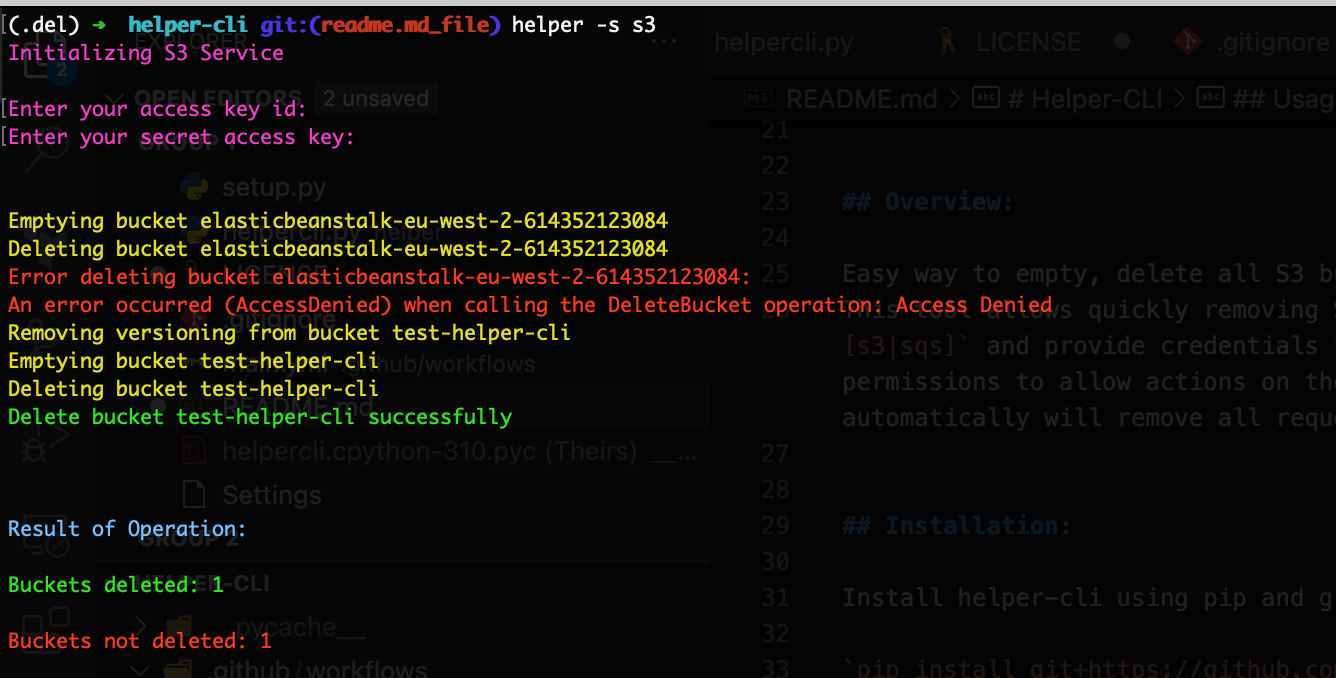 (.del) → helper-cli git:(readme.md_file) helper -s s3
Initializing S3 Service
Enter your access key id:
Enter your secret access key:
Emptying bucket elasticbeanstalk-eu-west-2-614352123084
Deleting bucket elasticbeanstalk-eu-west-2-614352123084
Error deleting bucket elasticbeanstalk-eu-west-2-614352123084:
An error occurred (AccessDenied) when calling the DeleteBucket operation: Access Denied
Removing versioning from bucket test-helper-cli
Emptying bucket test-helper-cli
Deleting bucket test-helper-cli
Delete bucket test-helper-cli successfully
Result of Operation:
Buckets deleted: 1
Buckets not deleted: 1
EXPLORER
2
OPEN EDITORS
2 unsaved
GROUP 1
setup.py
helpercli.py helper
LICENSE
.gitignore
.github/workflows
README.md
helpercli.cpython-310.pyc (Theirs) __...
Settings
GROUP 2
HELPER-CLI
__pycache__
.github/workflows
helpercli.py
LICENSE
.gitignore
README.md > # Helper-CLI > ## Usag
21
22
23 ## Overview:
24
25 Easy way to empty, delete all S3 b
This tool allows quickly removing
[s3|sqs]` and provide credentials
permissions to allow actions on th
automatically will remove all requ
27
28
29 ## Installation:
30
31 Install helper-cli using pip and g
32
33 `pip install git+https://github.co